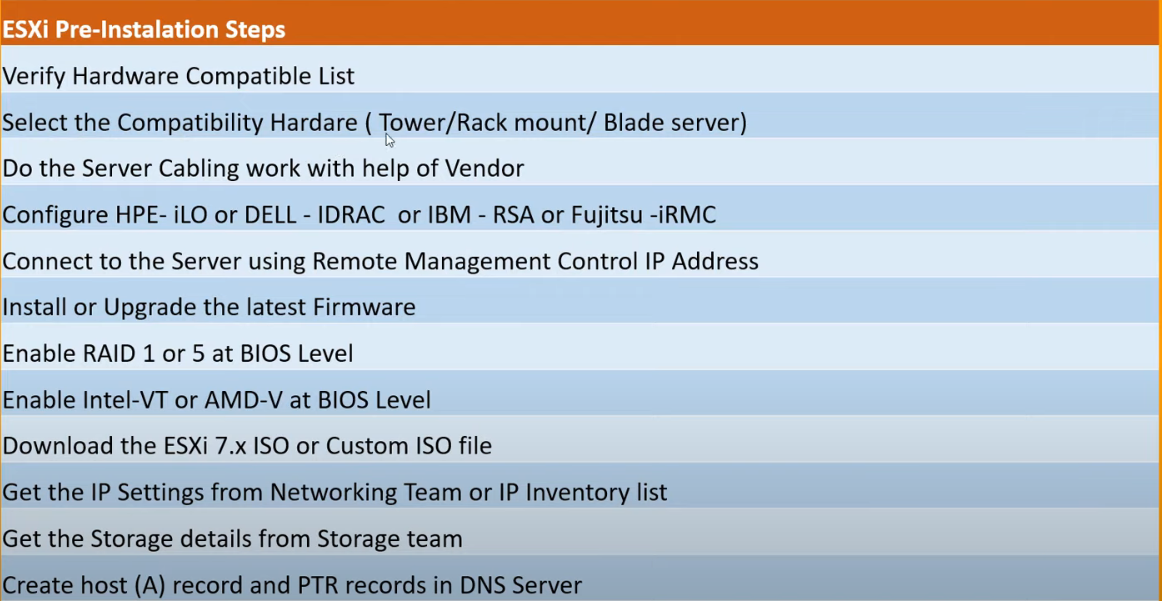 ESXi Pre-Instalation Steps
Verify Hardware Compatible List
Select the Compatibility Hardare ( Tower/Rack mount/ Blade server)
Do the Server Cabling work with help of Vendor
Configure HPE- iLO or DELL - IDRAC  or IBM - RSA or Fujitsu -iRMC
Connect to the Server using Remote Management Control IP Address
Install or Upgrade the latest Firmware
Enable RAID 1 or 5 at BIOS Level
Enable Intel-VT or AMD-V at BIOS Level
Download the ESXi 7.x ISO or Custom ISO file
Get the IP Settings from Networking Team or IP Inventory list
Get the Storage details from Storage team
Create host (A) record and PTR records in DNS Server